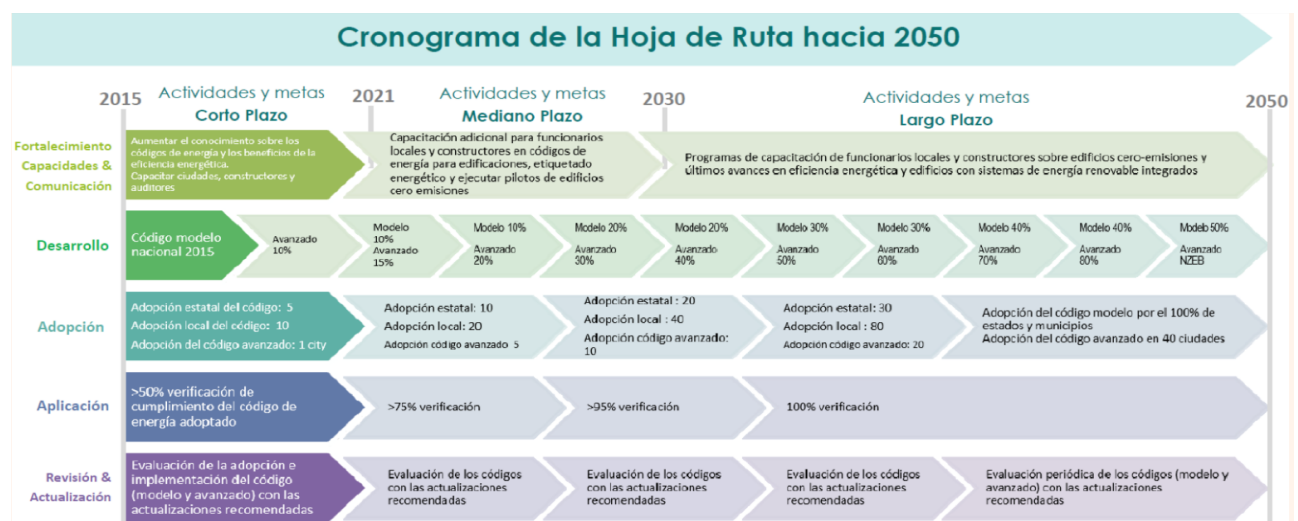 Cronograma de la Hoja de Ruta hacia 2050
2015
Actividades y metas
Corto Plazo
2021
Actividades y metas
Mediano Plazo
2030
Actividades y metas
Largo Plazo
2050
Fortalecimiento
Capacidades &
Comunicación
Aumentar el conocimiento sobre los
códigos de energía y los beneficios de la
eficiencia energética.
Capacitar ciudades, constructores y
auditores
Capacitación adicional para funcionarios
locales y constructores en códigos de
energía para edificaciones, etiquetado
energético y ejecutar pilotos de edificios
cero emisiones
Programas de capacitación de funcionarios locales y constructores sobre edificios cero-emisiones y
últimos avances en eficiencia energética y edificios con sistemas de energía renovable integrados
Desarrollo
Código modelo
nacional 2015
Avanzado
10%
Modelo
10%
Avanzado
15%
Modelo 10%
Avanzado
20%
Modelo 20%
Avanzado
30%
Modelo 20%
Avanzado
40%
Modelo 30%
Avanzado
50%
Modelo 30%
Avanzado
60%
Modelo 40%
Avanzado
70%
Modelo 40%
Avanzado
80%
Modelo 50%
Avanzado
NZEB
Adopción
Adopción estatal del código: 5
Adopción local del código: 10
Adopción del código avanzado: 1 city
Adopción estatal: 10
Adopción local: 20
Adopción código avanzado 5
Adopción estatal : 20
Adopción local : 40
Adopción código avanzado:
10
Adopción estatal: 30
Adopción local : 80
Adopción código avanzado: 20
Adopción del código modelo por el 100% de
estados y municipios
Adopción del código avanzado en 40 ciudades
Aplicación
>50% verificación de
cumplimiento del código de
energía adoptado
>75% verificación
>95% verificación
100% verificación
Revisión &
Actualización
Evaluación de la adopción e
implementación del código
(modelo y avanzado) con las
actualizaciones recomendadas
Evaluación de los códigos
con las actualizaciones
recomendadas
Evaluación de los códigos
con las actualizaciones
recomendadas
Evaluación de los códigos
con las actualizaciones
recomendadas
Evaluación periódica de los códigos (modelo y
avanzado) con las actualizaciones
recomendadas